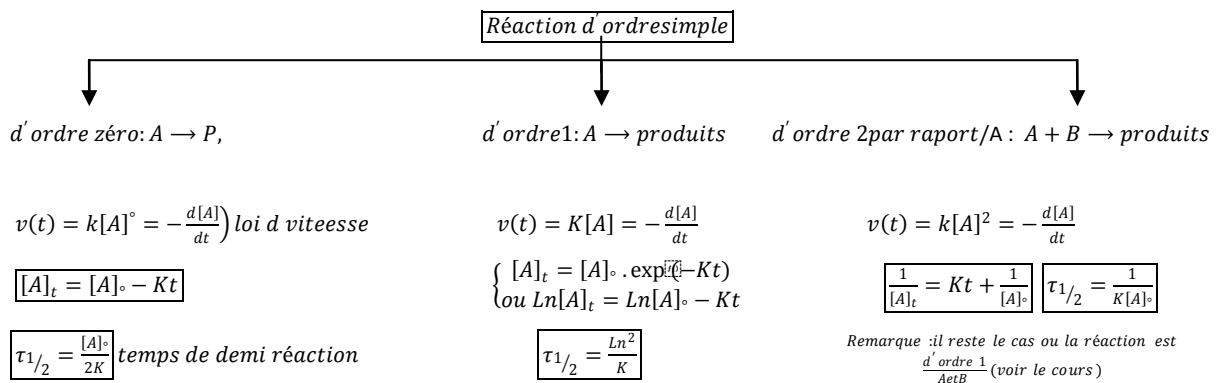 Réaction d' ordresimple
d' ordre zéro: A ⟶ P,
d' ordre1: A ⟶ produits
d' ordre 2par raport/A : A + B ⟶ produits
v(t) = k[A]° = −d[A]/dt) loi d viteesse
v(t) = K[A] = −d[A]/dt
v(t) = k[A]² = −d[A]/dt
[A]t = [A]∘ − Kt
{ [A]t = [A]∘ . exp(−Kt)
ou Ln[A]t = Ln[A]∘ − Kt
1/[A]t = Kt + 1/[A]∘
τ1/2 = 1/K[A]∘
τ1/2 = [A]∘/2K temps de demi réaction
τ1/2 = Ln²/K
Remarque :il reste le cas ou la réaction est
d' ordre 1/AetB (voir le cours )